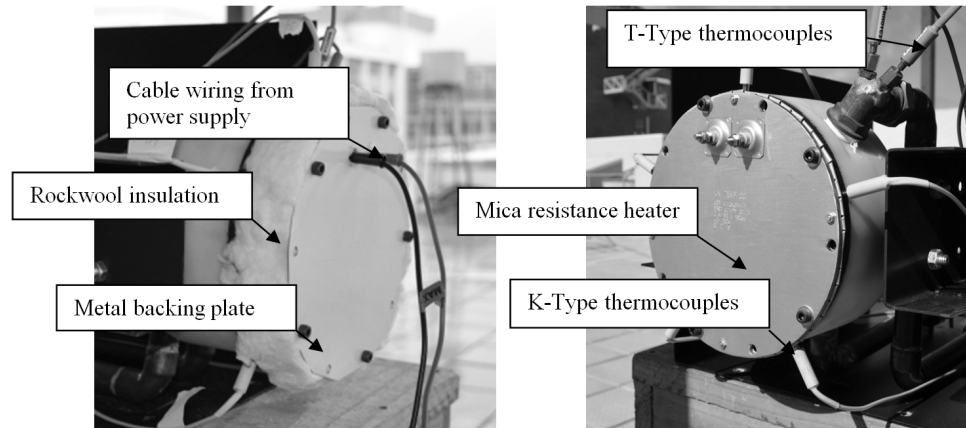 T-Type thermocouples
Cable wiring from
power supply
Rockwool insulation
Mica resistance heater
Metal backing plate
K-Type thermocouples